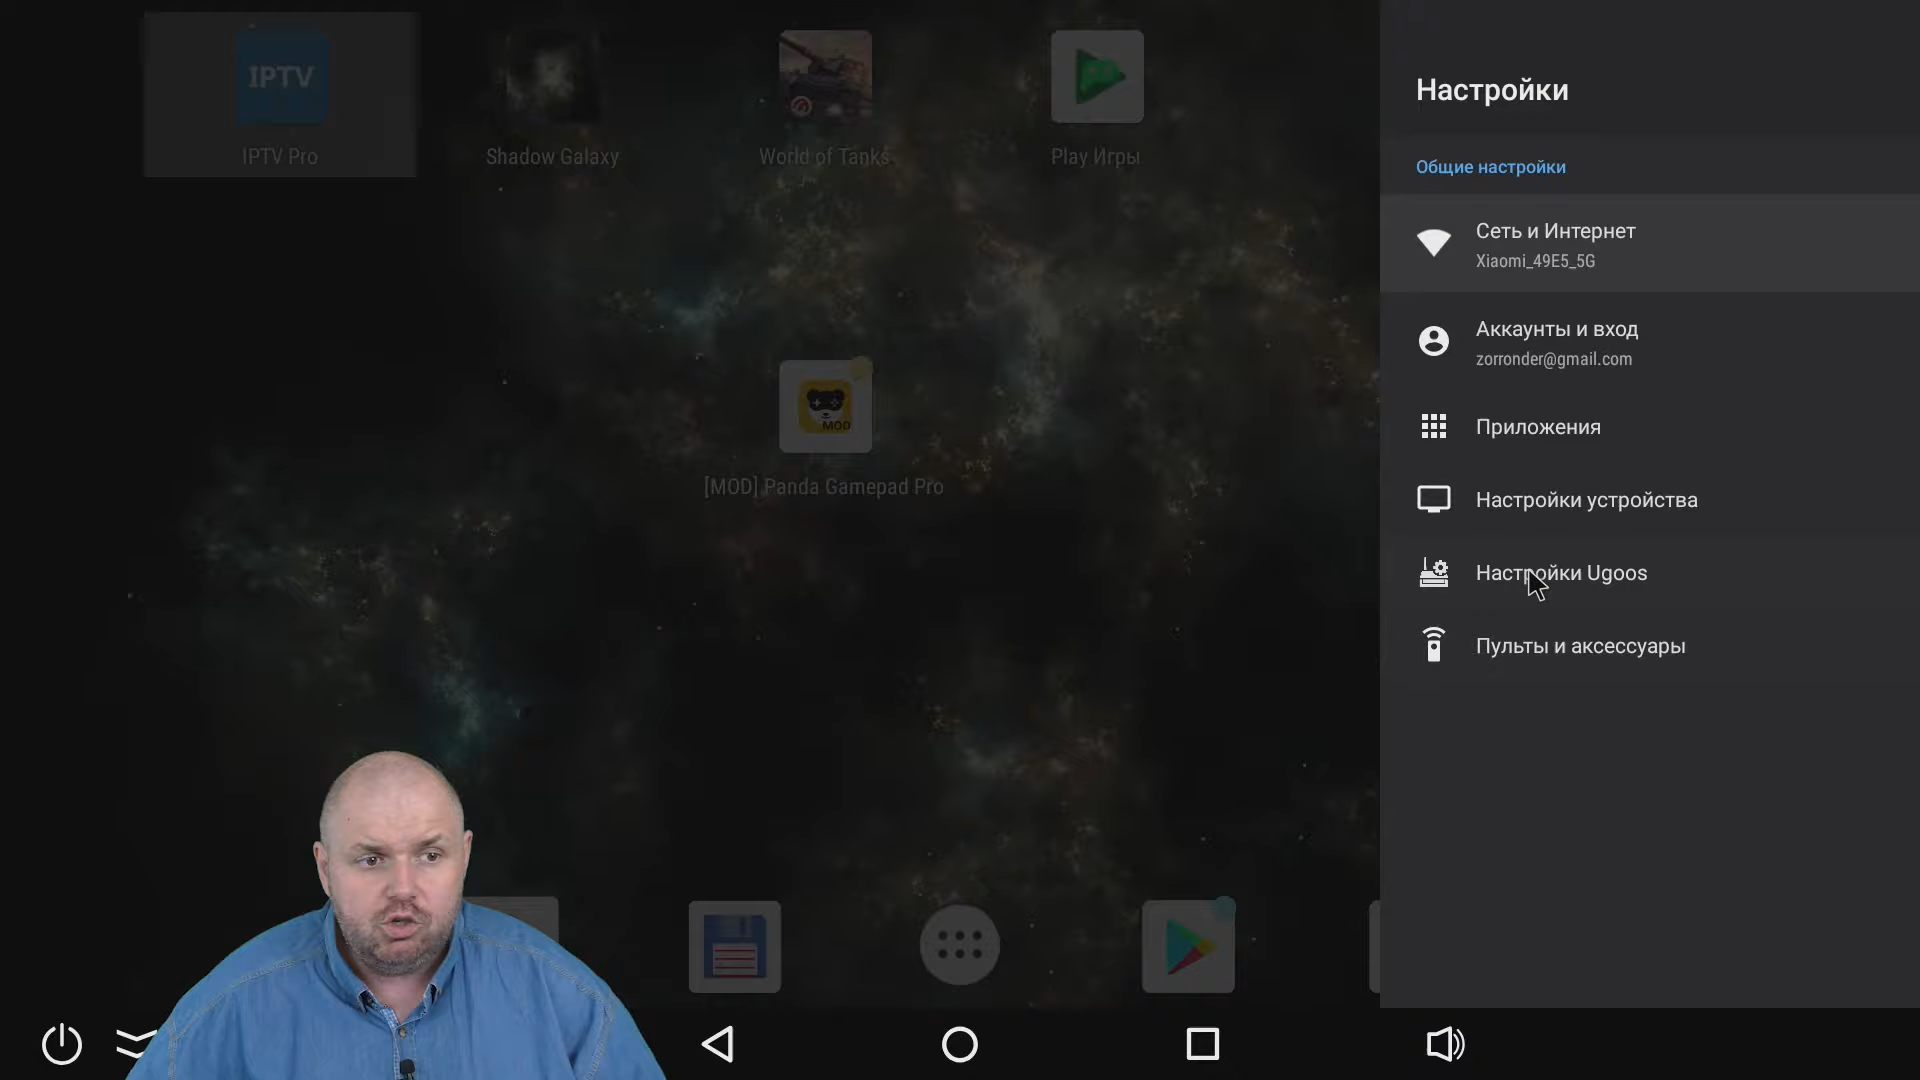 IPTV
IPTV Pro
Shadow Galaxy
World of Tanks
Play Игры
MOD
[MOD] Panda Gamepad Pro
Настройки
Общие настройки
Сеть и Интернет
Xiaomi_49E5_5G
Аккаунты и вход
zorronder@gmail.com
Приложения
Настройки устройства
Настройки Ugoos
Пульты и аксессуары